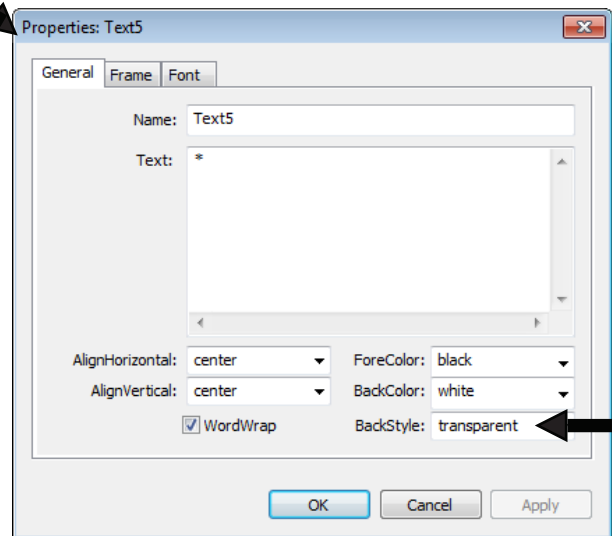 Properties: Text5
General Frame Font
Name: Text5
Text: *
AlignHorizontal: center ForeColor: black
AlignVertical: center BackColor: white
WordWrap BackStyle: transparent
OK Cancel Apply